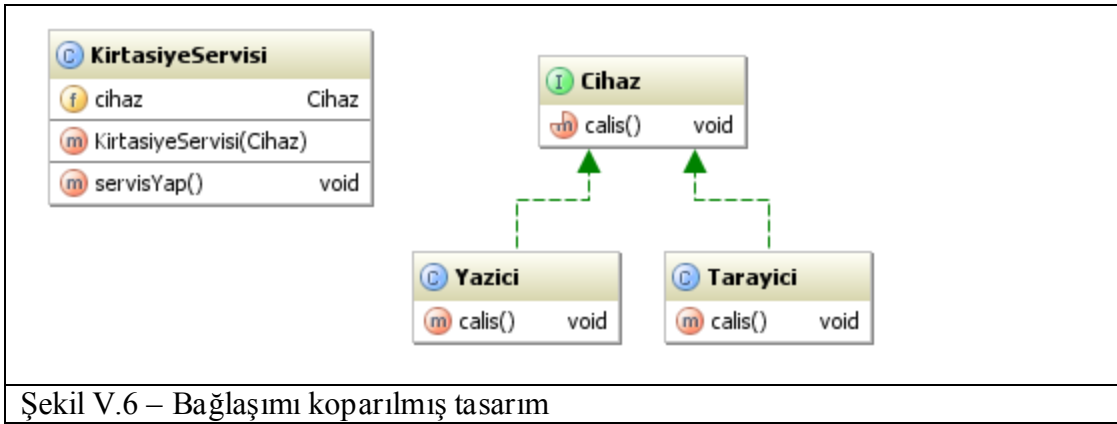 KirtasiyeServisi
cihaz Cihaz
KirtasiyeServisi(Cihaz)
servisYap() void
Cihaz
calis() void
Yazici
calis() void
Tarayici
calis() void
Şekil V.6 – Bağlaşımı koparılmış tasarım